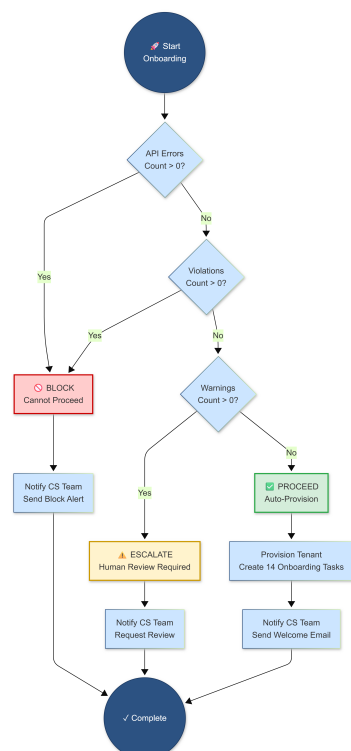 🚀 Start
Onboarding
API Errors
Count > 0?
No
Yes
Violations
Count > 0?
Yes
No
🚫 BLOCK
Cannot Proceed
Warnings
Count > 0?
No
Yes
Notify CS Team
Send Block Alert
✅ PROCEED
Auto-Provision
⚠️ ESCALATE
Human Review Required
Provision Tenant
Create 14 Onboarding Tasks
Notify CS Team
Request Review
Notify CS Team
Send Welcome Email
✓ Complete